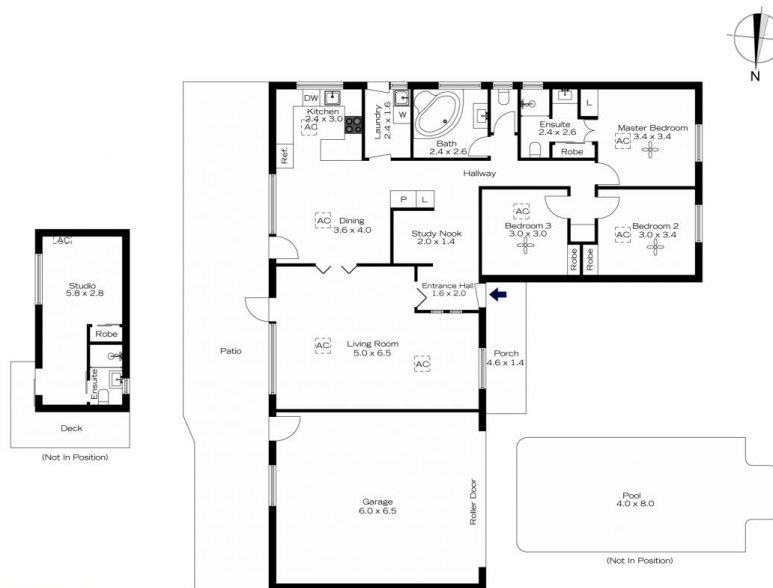 N
DW
Kitchen
2.4 x 3.0
AC
Ref.
Laundry
2.4 x 1.6
W
Bath
2.4 x 2.6
Ensuite
2.4 x 2.6
L
Robe
Master Bedroom
3.4 x 3.4
AC
Hallway
P
L
AC
Dining
3.6 x 4.0
Study Nook
2.0 x 1.4
AC
Bedroom 3
3.0 x 3.0
Robe
Robe
AC
Bedroom 2
3.0 x 3.4
AC
Studio
5.8 x 2.8
Robe
Ensuite
Deck
(Not In Position)
Entrance Hall
1.6 x 2.0
Patio
AC
Living Room
5.0 x 6.5
AC
Porch
4.6 x 1.4
Garage
6.0 x 6.5
Roller Door
Pool
4.0 x 8.0
(Not In Position)